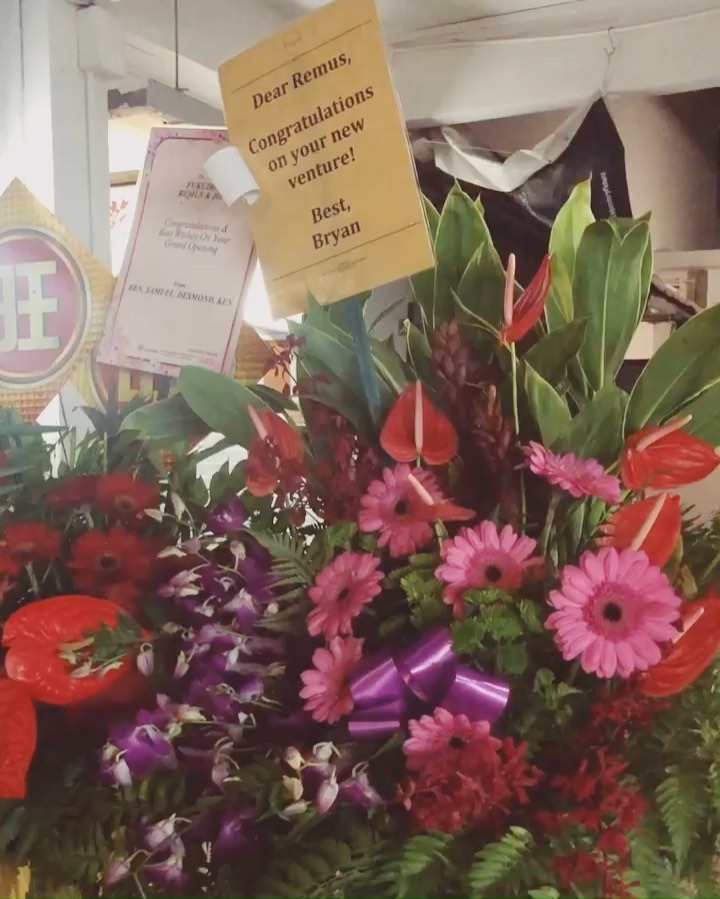 Dear Remus,
Congratulations
on your new
venture!
Best,
Bryan
Congratulations &
Best Wishes On Your
Grand Opening
From
BEN, SAMUEL, DESMOND, KEN
旺